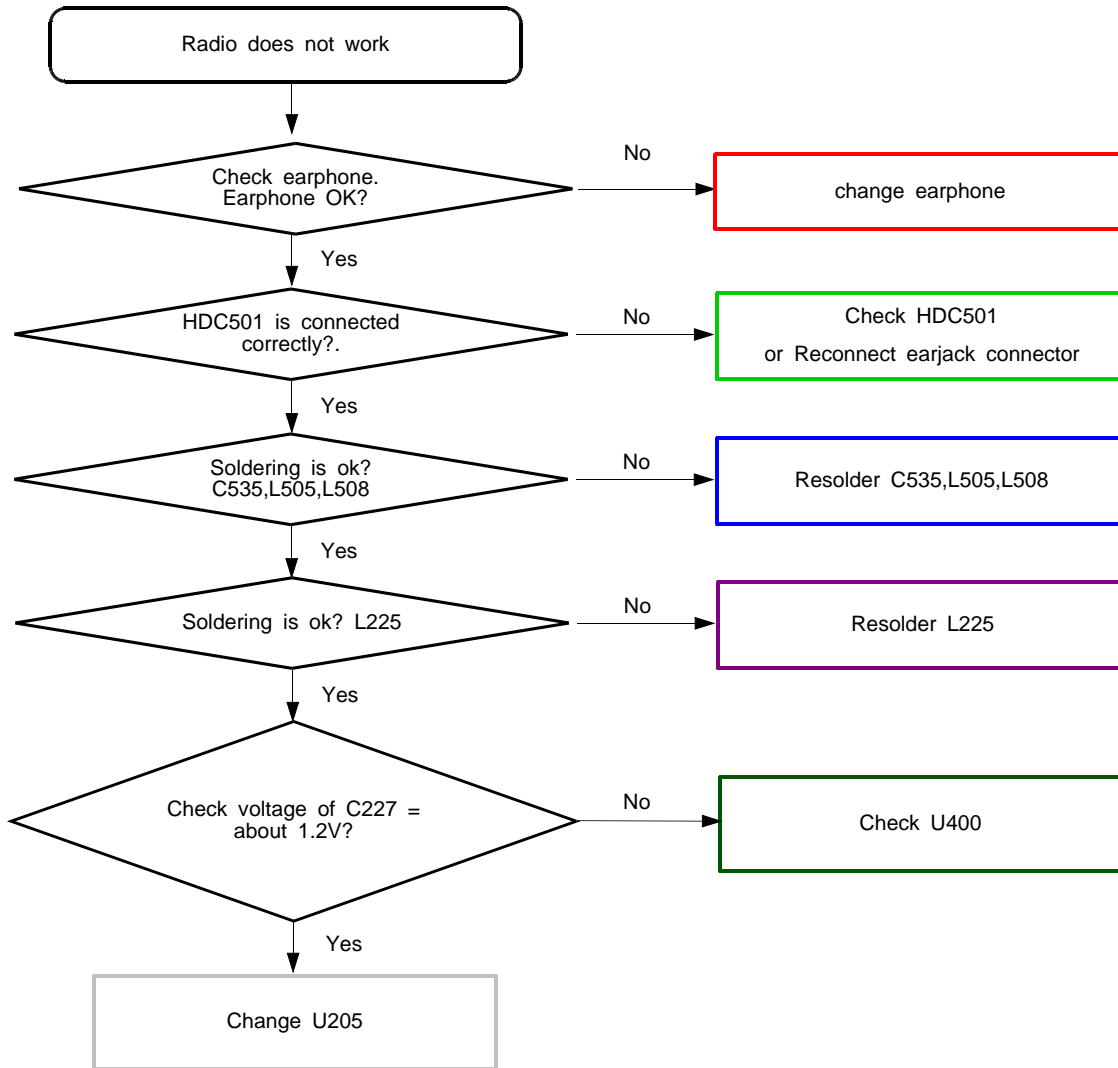 Radio does not work
Check earphone.
Earphone OK?
No
change earphone
Yes
HDC501 is connected
correctly?.
No
Check HDC501
or Reconnect earjack connector
Yes
Soldering is ok?
C535,L505,L508
No
Resolder C535,L505,L508
Yes
Soldering is ok? L225
No
Resolder L225
Yes
Check voltage of C227 =
about 1.2V?
No
Check U400
Yes
Change U205